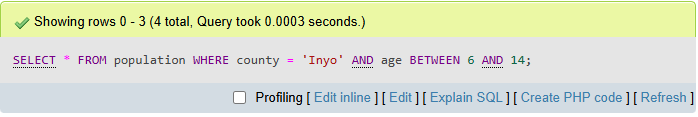 Showing rows 0 - 3 (4 total, Query took 0.0003 seconds.)
SELECT * FROM population WHERE county = 'Inyo' AND age BETWEEN 6 AND 14;
Profiling [ Edit inline ] [ Edit ] [ Explain SQL ] [ Create PHP code ] [ Refresh ]